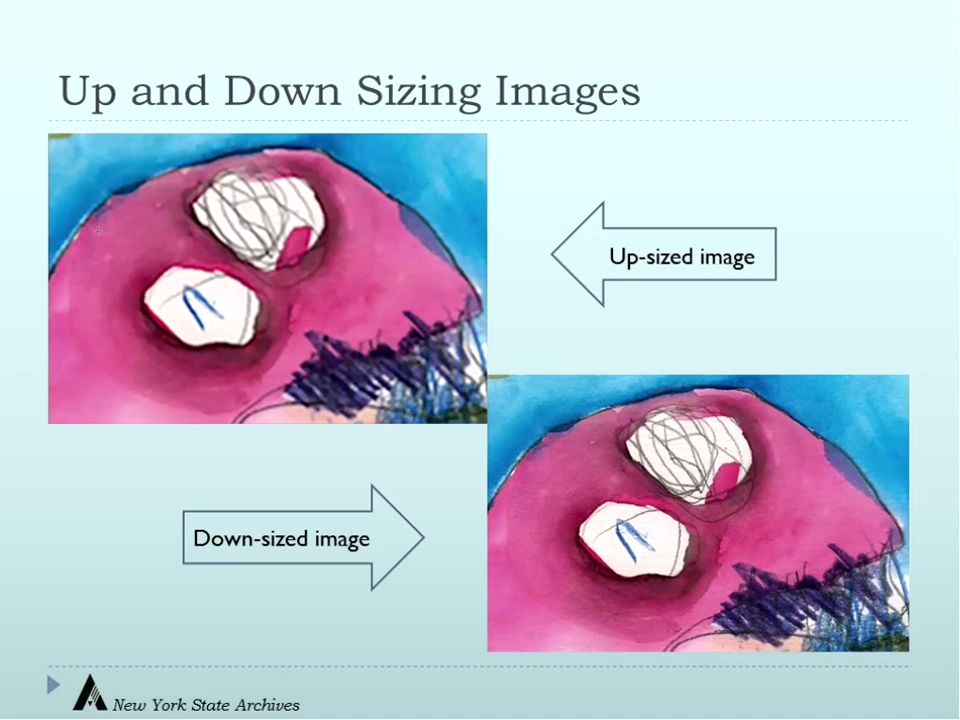 Up and Down Sizing Images
Up-sized image
Down-sized image
New York State Archives